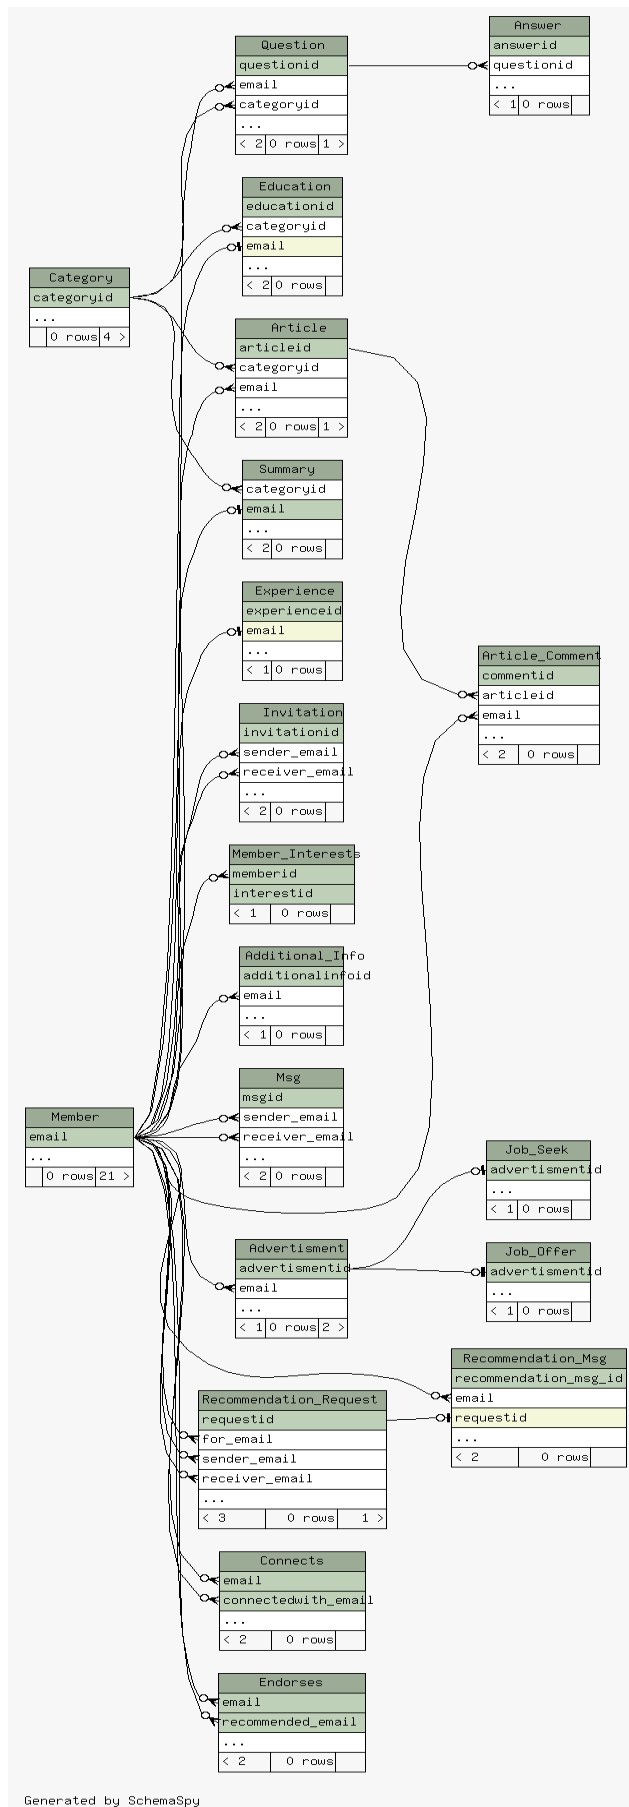 Answer
answerid
questionid
...
< 1 0 rows
Question
questionid
email
categoryid
...
< 2 0 rows 1 >
Education
educationid
categoryid
email
...
< 2 0 rows
Category
categoryid
...
0 rows 4 >
Article
articleid
categoryid
email
...
< 2 0 rows 1 >
Summary
categoryid
email
...
< 2 0 rows
Experience
experienceid
email
...
< 1 0 rows
Article_Comment
commentid
articleid
email
...
< 2 0 rows
Invitation
invitationid
sender_email
receiver_email
...
< 2 0 rows
Member_Interests
memberid
interestid
< 1 0 rows
Additional_Info
additionalinfoid
email
...
< 1 0 rows
Msg
msgid
sender_email
receiver_email
...
< 2 0 rows
Member
email
...
0 rows 21 >
Job_Seek
advertismentid
...
< 1 0 rows
Advertisment
advertismentid
email
...
< 1 0 rows 2 >
Job_Offer
advertismentid
...
< 1 0 rows
Recommendation_Msg
recommendation_msg_id
email
requestid
...
< 2 0 rows
Recommendation_Request
requestid
for_email
sender_email
receiver_email
...
< 3 0 rows 1 >
Connects
email
connectedwith_email
...
< 2 0 rows
Endorses
email
recommended_email
...
< 2 0 rows
Generated by SchemaSpy